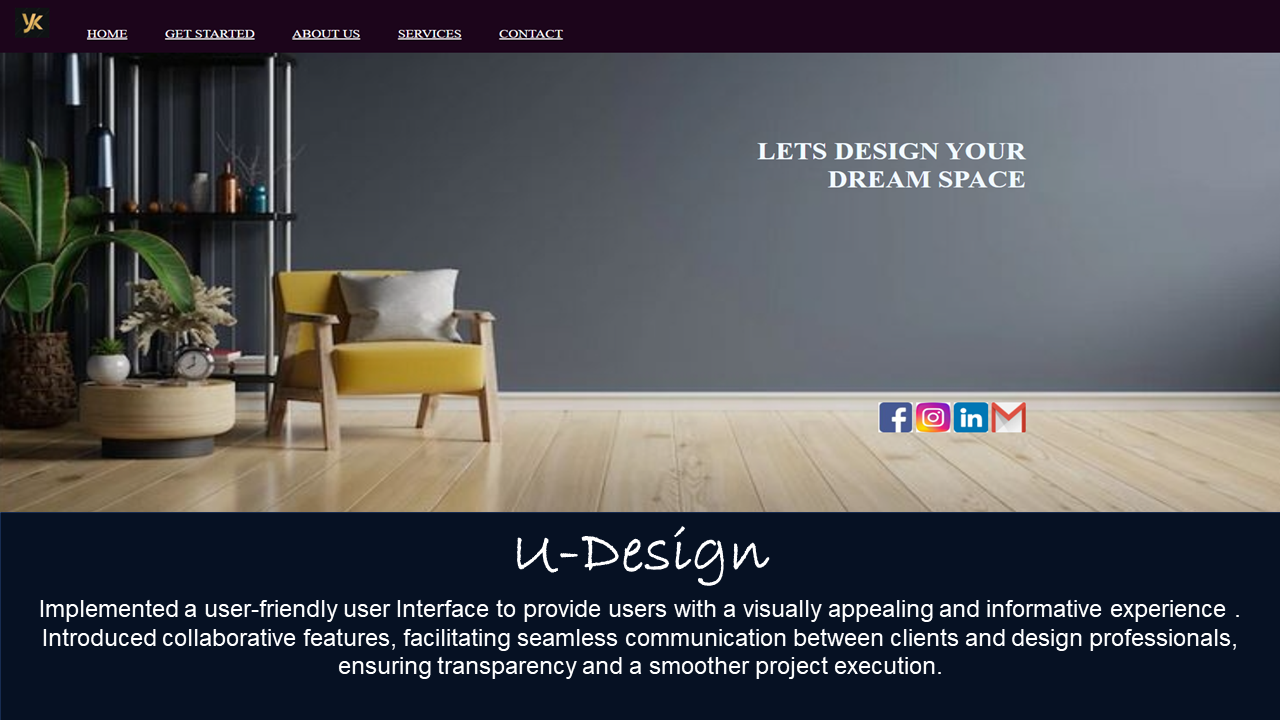 YK
HOME GET STARTED ABOUT US SERVICES CONTACT
LETS DESIGN YOUR
DREAM SPACE
f in
U-Design
Implemented a user-friendly user Interface to provide users with a visually appealing and informative experience .
Introduced collaborative features, facilitating seamless communication between clients and design professionals,
ensuring transparency and a smoother project execution.